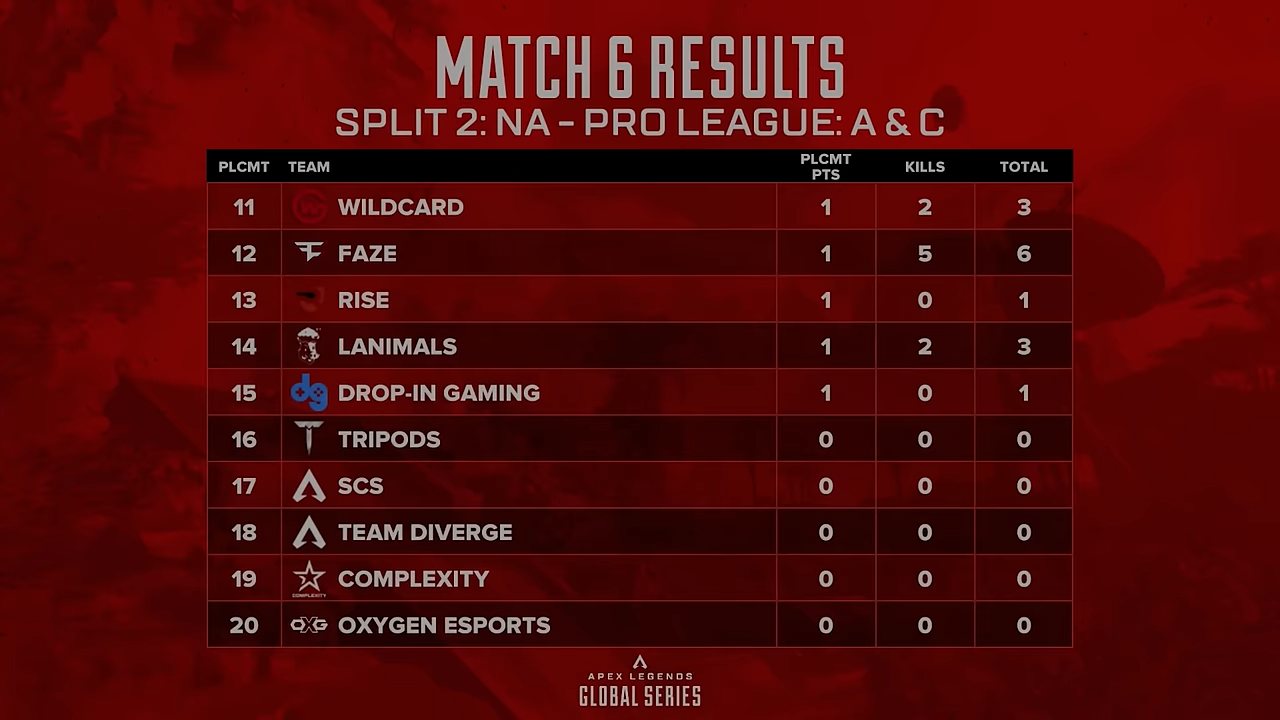 MATCH 6 RESULTS
SPLIT 2: NA - PRO LEAGUE: A & C
PLCMT TEAM PLCMT PTS KILLS TOTAL
11 WILDCARD 1 2 3
12 FAZE 1 5 6
13 RISE 1 0 1
14 LANIMALS 1 2 3
15 dg DROP-IN GAMING 1 0 1
16 TRIPODS 0 0 0
17 SCS 0 0 0
18 TEAM DIVERGE 0 0 0
19 COMPLEXITY COMPLEXITY 0 0 0
20 OXG OXYGEN ESPORTS 0 0 0
APEX LEGENDS
GLOBAL SERIES